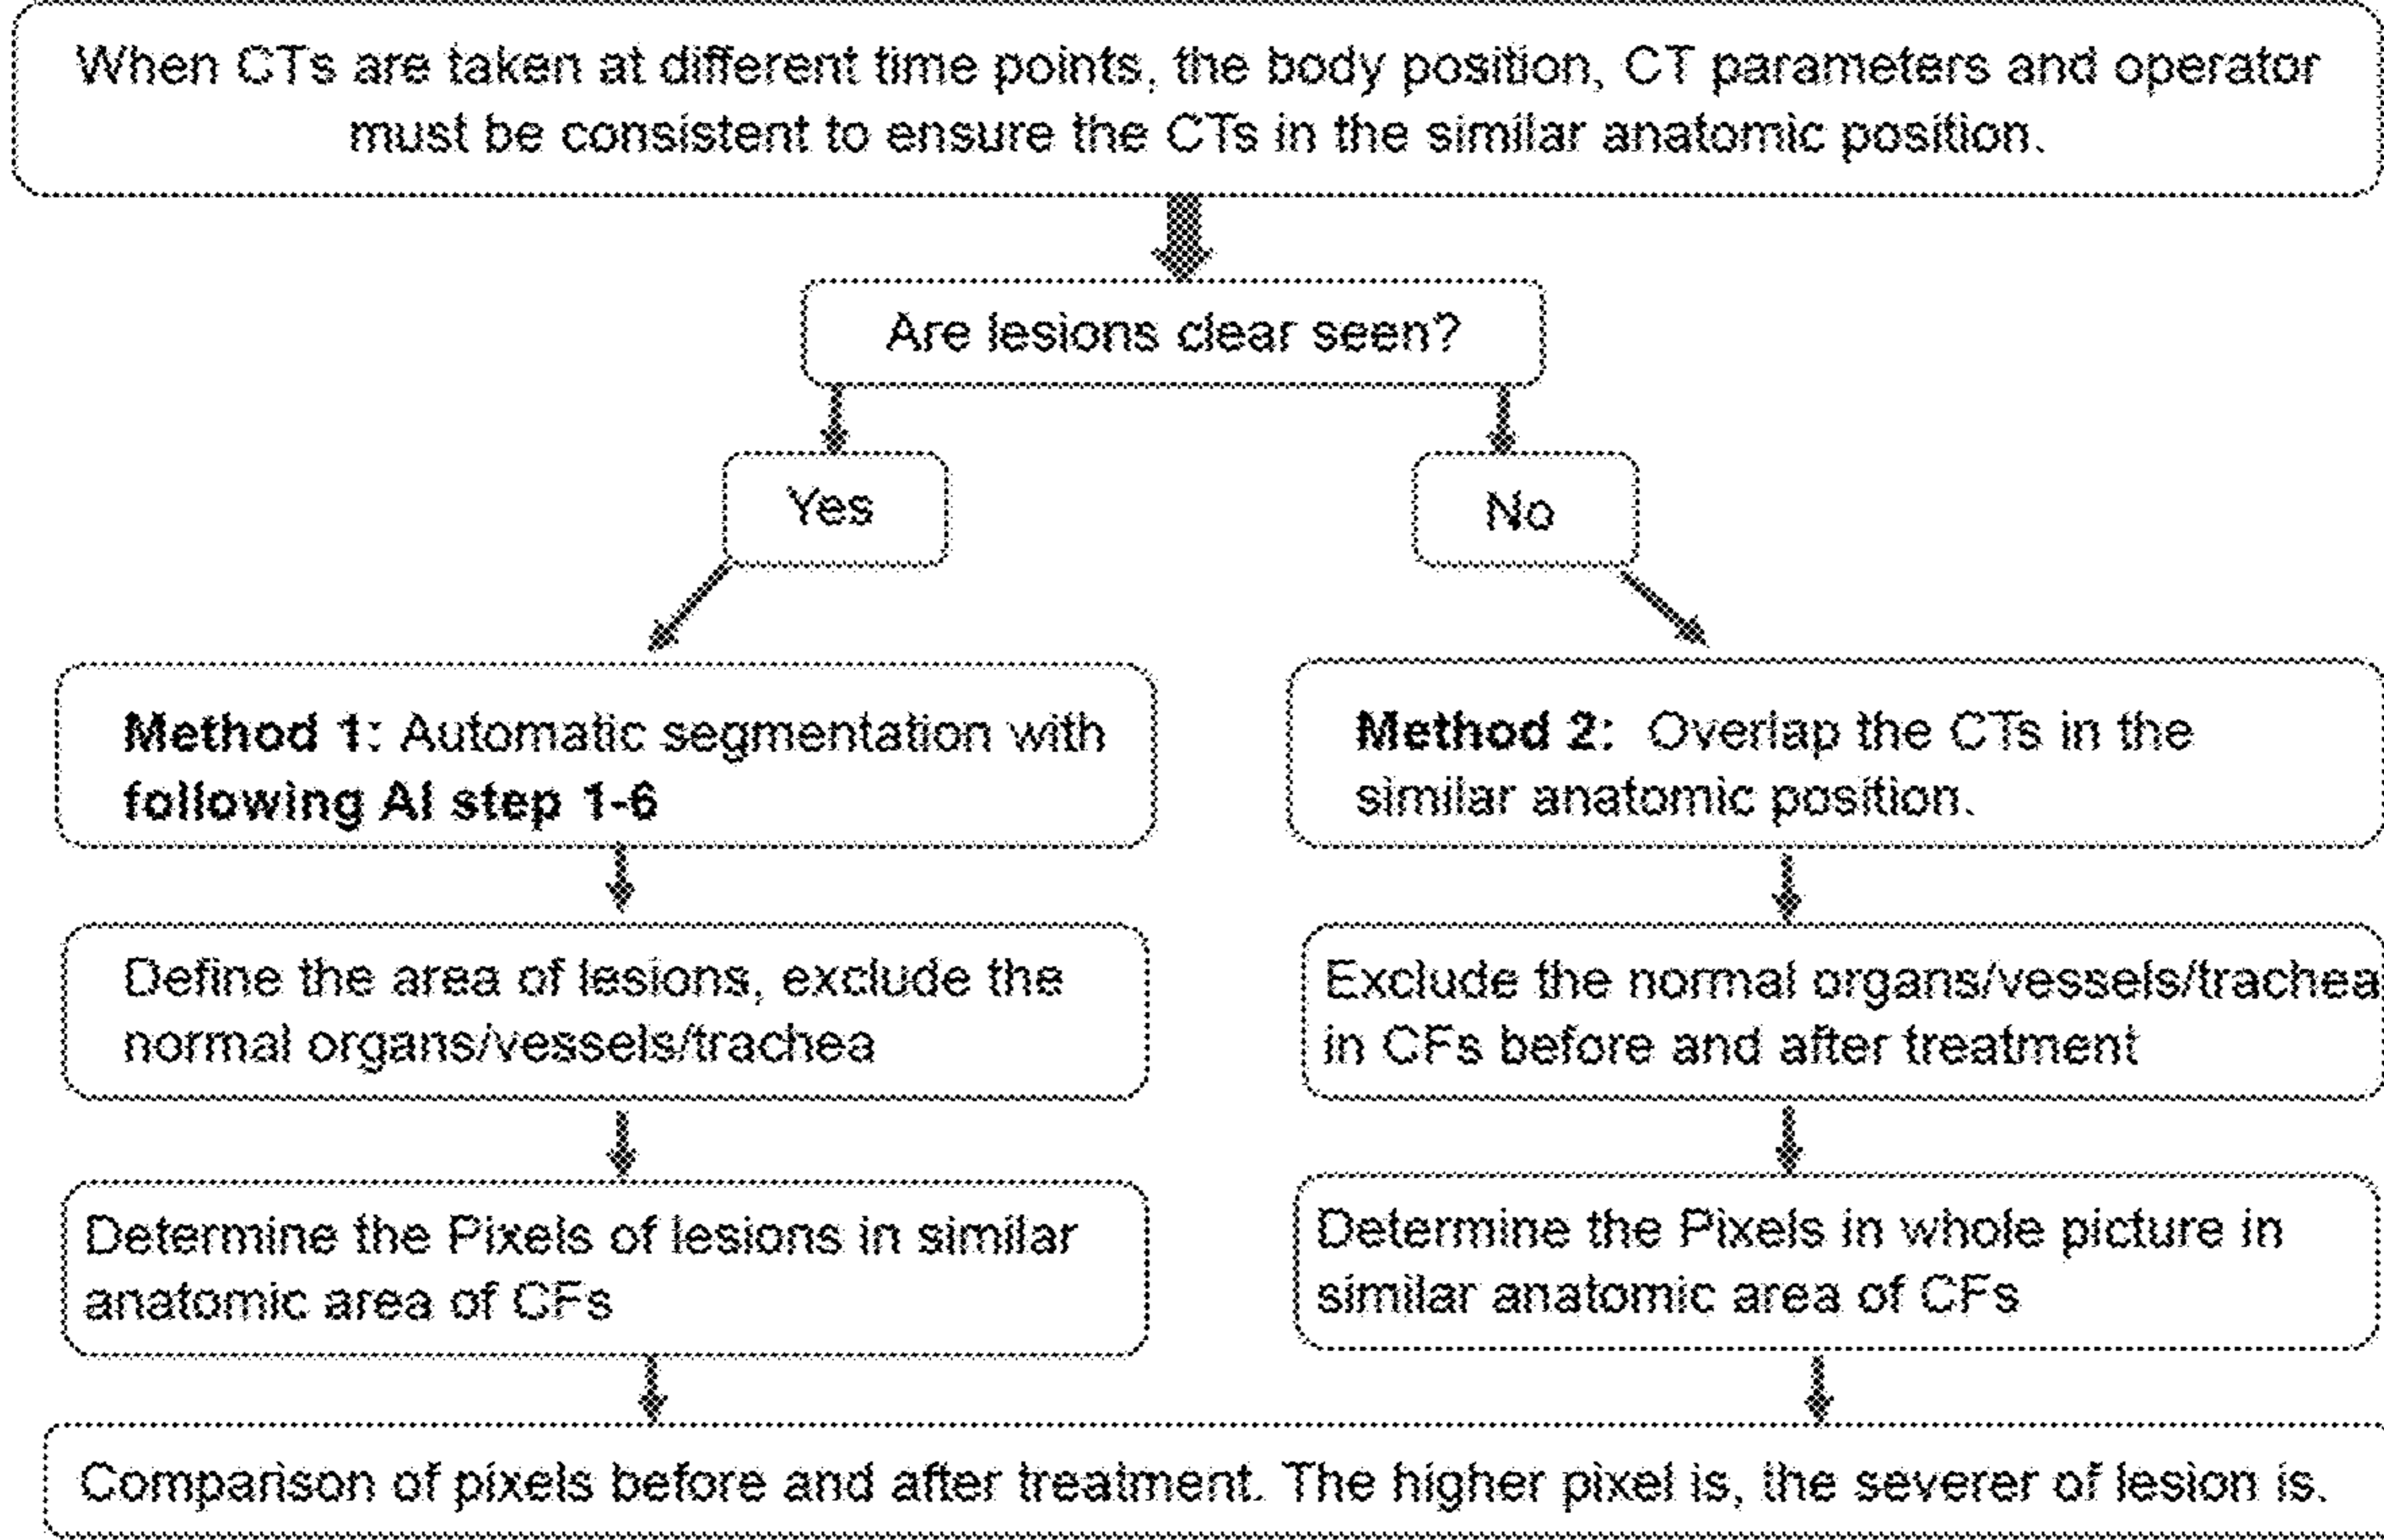 When CTs are taken at different time points, the body position, CT parameters and operator
must be consistent to ensure the CTs in the similar anatomic position.
Are lesions clear seen?
Yes
No
Method 1: Automatic segmentation with
following AI step 1-6
Method 2: Overlap the CTs in the
similar anatomic position.
Define the area of lesions, exclude the
normal organs/vessels/trachea
Exclude the normal organs/vessels/trachea
in CFs before and after treatment
Determine the Pixels of lesions in similar
anatomic area of CFs
Determine the Pixels in whole picture in
similar anatomic area of CFs
Comparison of pixels before and after treatment. The higher pixel is, the severer of lesion is.